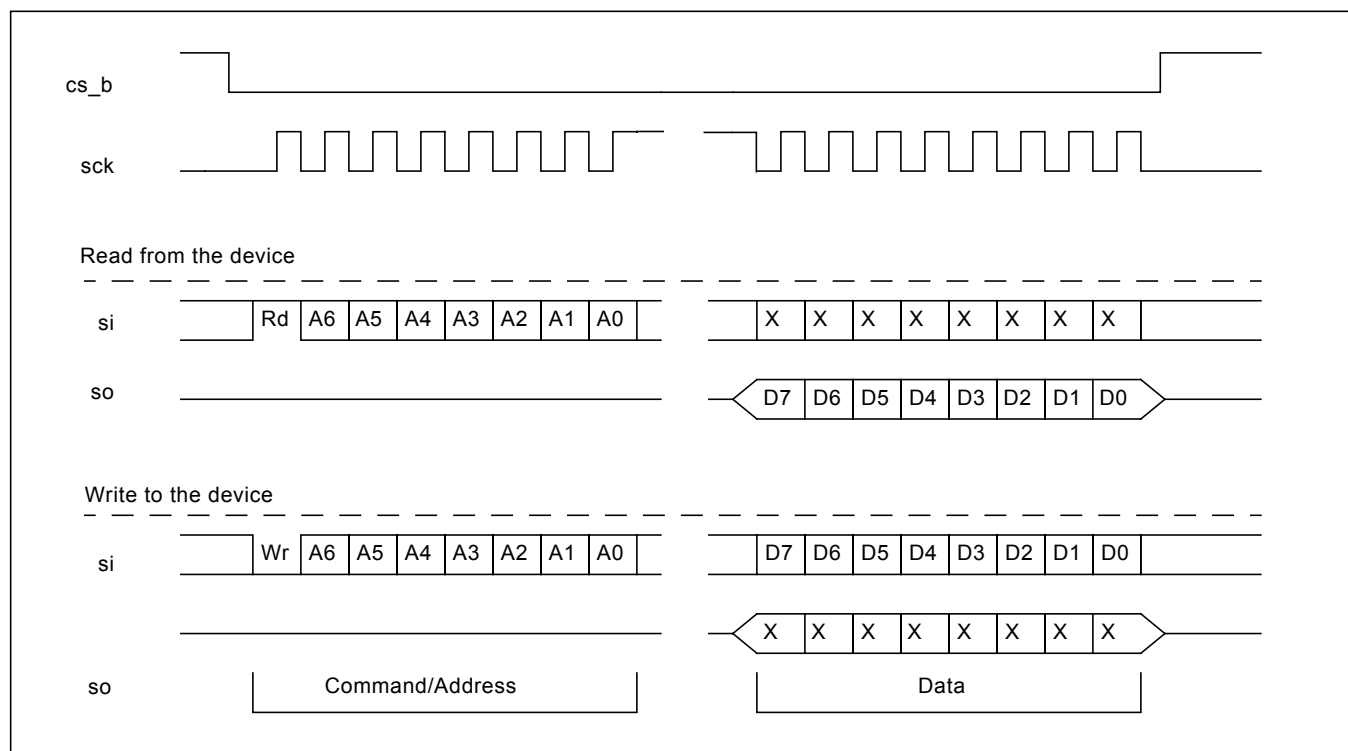 cs_b
sck
Read from the device
si Rd A6 A5 A4 A3 A2 A1 A0 X X X X X X X X
so D7 D6 D5 D4 D3 D2 D1 D0
Write to the device
si Wr A6 A5 A4 A3 A2 A1 A0 D7 D6 D5 D4 D3 D2 D1 D0
X X X X X X X X
so Command/Address Data